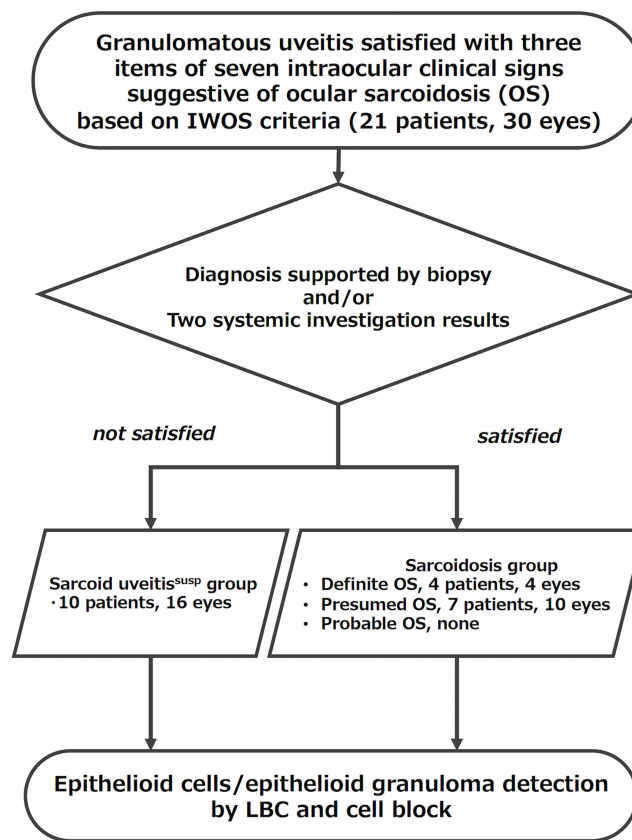 Granulomatous uveitis satisfied with three
items of seven intraocular clinical signs
suggestive of ocular sarcoidosis (OS)
based on IWOS criteria (21 patients, 30 eyes)
Diagnosis supported by biopsy
and/or
Two systemic investigation results
not satisfied
satisfied
Sarcoid uveitis^susp group
・10 patients, 16 eyes
Sarcoidosis group
• Definite OS, 4 patients, 4 eyes
• Presumed OS, 7 patients, 10 eyes
• Probable OS, none
Epithelioid cells/epithelioid granuloma detection
by LBC and cell block